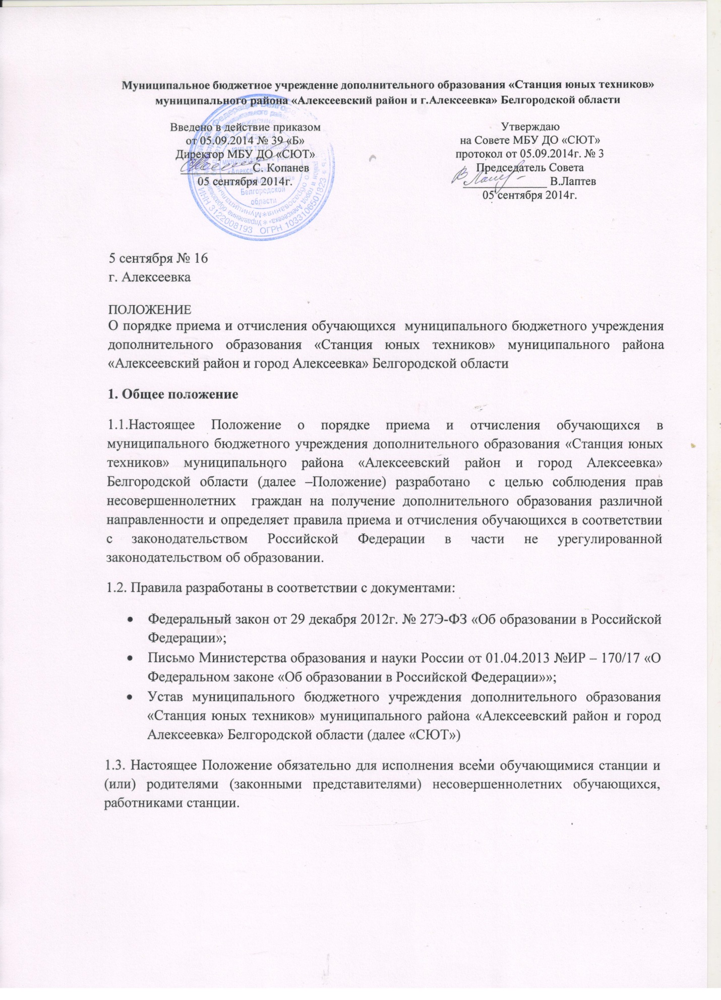 Муниципальное бюджетное учреждение дополнительного образования «Станция юных техников»
муниципального района «Алексеевский район и г.Алексеевка» Белгородской области
Введено в действие приказом
от 05.09.2014 № 39 «Б»
Директор МБУ ДО «СЮТ»
С. Копанев
05 сентября 2014г.
Утверждаю
на Совете МБУ ДО «СЮТ»
протокол от 05.09.2014г. № 3
Председатель Совета
В.Лаптев
05 сентября 2014г.
Белгородской
области
ИНН 3122008193 ОГРН 1033106501823
5 сентября № 16
г. Алексеевка
ПОЛОЖЕНИЕ
О порядке приема и отчисления обучающихся муниципального бюджетного учреждения
дополнительного образования «Станция юных техников» муниципального района
«Алексеевский район и город Алексеевка» Белгородской области
1. Общее положение
1.1.Настоящее Положение о порядке приема и отчисления обучающихся в
муниципального бюджетного учреждения дополнительного образования «Станция юных
техников» муниципального района «Алексеевский район и город Алексеевка»
Белгородской области (далее –Положение) разработано с целью соблюдения прав
несовершеннолетних граждан на получение дополнительного образования различной
направленности и определяет правила приема и отчисления обучающихся в соответствии
с законодательством Российской Федерации в части не урегулированной
законодательством об образовании.
1.2. Правила разработаны в соответствии с документами:
• Федеральный закон от 29 декабря 2012г. № 27Э-ФЗ «Об образовании в Российской
Федерации»;
• Письмо Министерства образования и науки России от 01.04.2013 №ИР – 170/17 «О
Федеральном законе «Об образовании в Российской Федерации»»;
• Устав муниципального бюджетного учреждения дополнительного образования
«Станция юных техников» муниципального района «Алексеевский район и город
Алексеевка» Белгородской области (далее «СЮТ»)
1.3. Настоящее Положение обязательно для исполнения всеми обучающимися станции и
(или) родителями (законными представителями) несовершеннолетних обучающихся,
работниками станции.